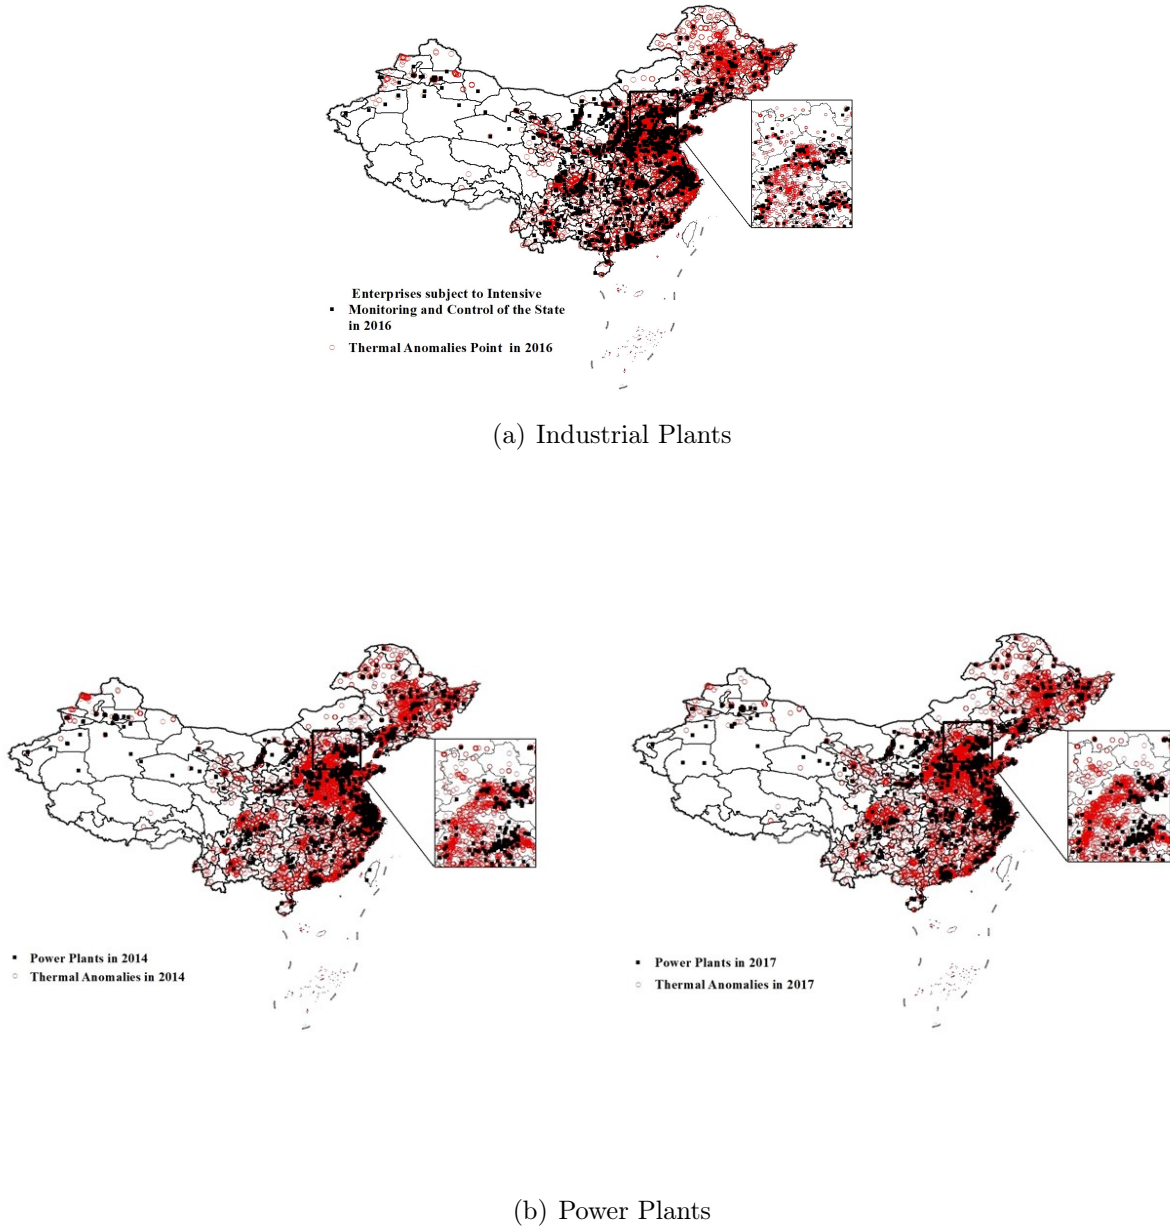 Enterprises subject to Intensive
Monitoring and Control of the State
in 2016
Thermal Anomalies Point in 2016
(a) Industrial Plants
Power Plants in 2014
Thermal Anomalies in 2014
Power Plants in 2017
Thermal Anomalies in 2017
(b) Power Plants